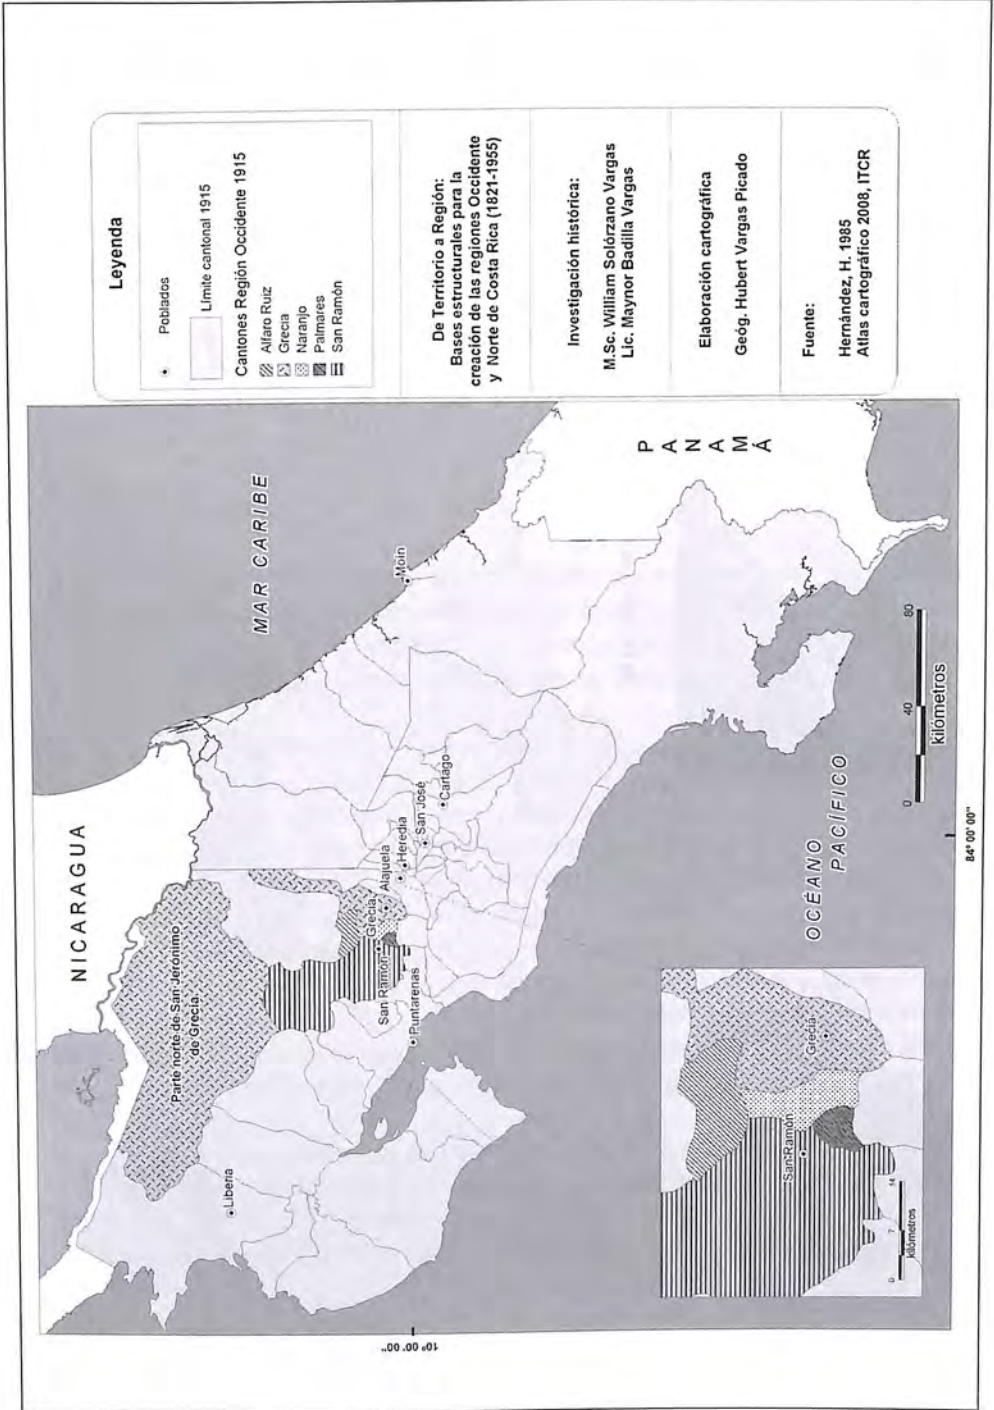 NICARAGUA
MAR CARIBE
Parte norte de San Jerónimo
de Grecia.
Liberia
Puntarenas
San Ramón
Grecia
Alajuela
Heredia
San José
Cartago
Moin
PANAMÁ
OCÉANO
PACÍFICO
San Ramón
Grecia
0 7 14
kilómetros
0 40 80
kilómetros
10° 00' 00"
84° 00' 00"
Leyenda
Poblados
Límite cantonal 1915
Cantones Región Occidente 1915
Alfaro Ruiz
Grecia
Naranjo
Palmares
San Ramón
De Territorio a Región:
Bases estructurales para la
creación de las regiones Occidente
y Norte de Costa Rica (1821-1955)
Investigación histórica:
M.Sc. William Solórzano Vargas
Lic. Maynor Badilla Vargas
Elaboración cartográfica
Geóg. Hubert Vargas Picado
Fuente:
Hernández, H. 1985
Atlas cartográfico 2008, ITCR